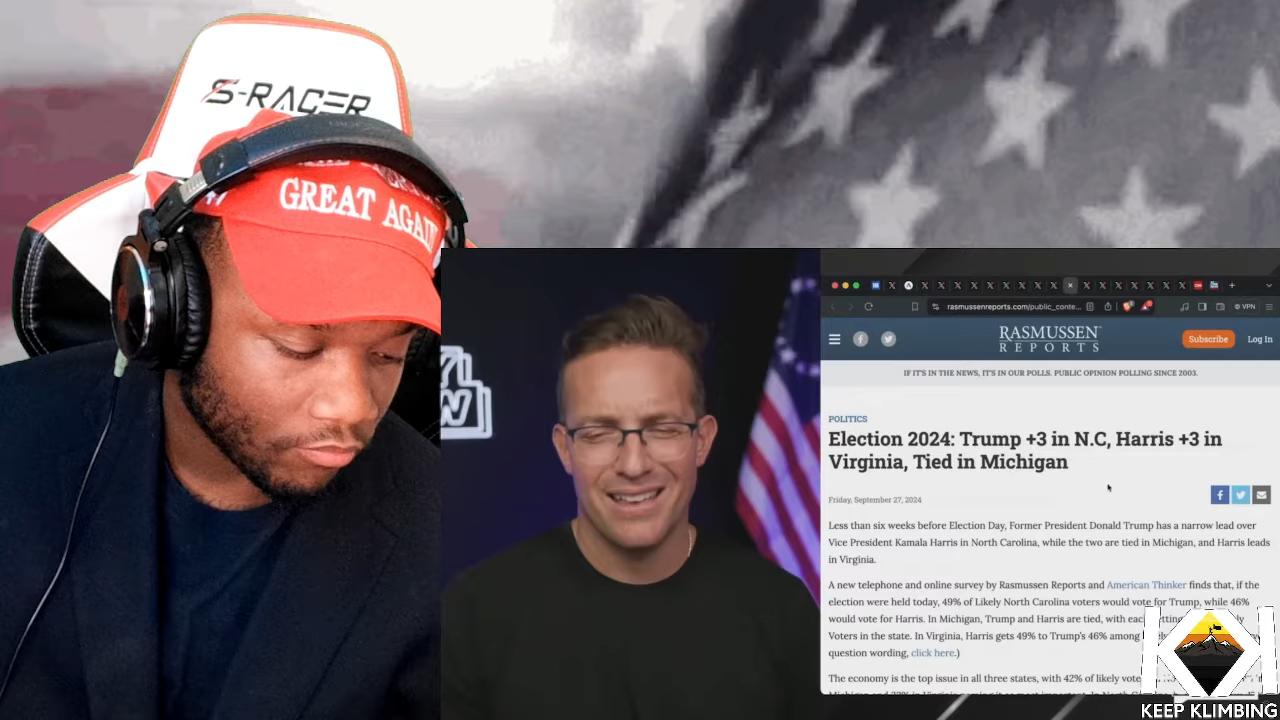 S-RACER
GREAT AGAIN
W
rasmussenreports.com/public_conte...
VPN
RASMUSSEN
REPORTS
Subscribe
Log In
IF IT'S IN THE NEWS, IT'S IN OUR POLLS. PUBLIC OPINION POLLING SINCE 2003.
POLITICS
Election 2024: Trump +3 in N.C, Harris +3 in
Virginia, Tied in Michigan
Friday, September 27, 2024
Less than six weeks before Election Day, Former President Donald Trump has a narrow lead over
Vice President Kamala Harris in North Carolina, while the two are tied in Michigan, and Harris leads
in Virginia.
A new telephone and online survey by Rasmussen Reports and American Thinker finds that, if the
election were held today, 49% of Likely North Carolina voters would vote for Trump, while 46%
would vote for Harris. In Michigan, Trump and Harris are tied, with
Voters in the state. In Virginia, Harris gets 49% to Trump's 46% among
question wording, click here.)
The economy is the top issue in all three states, with 42% of likely
KEEP KLIMBING